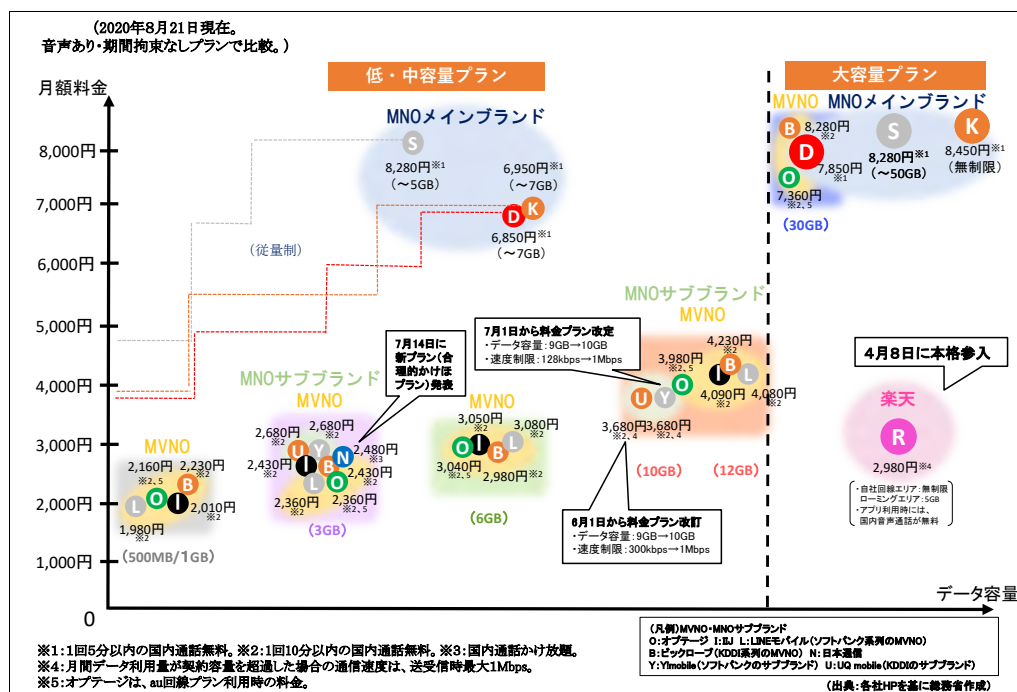 (2020年8月21日現在。
音声あり・期間拘束なしプランで比較。)
月額料金
低・中容量プラン
大容量プラン
MNOメインブランド
MVNO
MNOメインブランド
8,000円
7,000円
6,000円
5,000円
4,000円
3,000円
2,000円
1,000円
0
S
8,280円※1
(～5GB)
6,950円※1
(～7GB)
D
K
6,850円※1
(～7GB)
(従量制)
B
8,280円
※2
D
7,850円
※1
O
7,360円
※2、5
(30GB)
S
8,280円※1
(～50GB)
K
8,450円※1
(無制限)
MNOサブブランド
MVNO
7月1日から料金プラン改定
・データ容量:9GB→10GB
・速度制限:128kbps→1Mbps
4,230円
※2
3,980円
※2、5
O
I
B
L
4,090円
※2
4,080円
※2
U
Y
3,680円
※2、4
3,680円
※2、4
(10GB)
(12GB)
6月1日から料金プラン改訂
・データ容量:9GB→10GB
・速度制限:300kbps→1Mbps
7月14日に
新プラン(合
理的かけほ
プラン)発表
MNOサブブランド
MVNO
2,680円
※2
2,680円
※2
U
Y
N
2,480円
※3
2,430円
※2
I
B
2,430円
※2
L
O
2,360円
※2
2,360円
※2、5
(3GB)
MVNO
2,160円
※2、5
2,230円
※2
L
O
I
B
2,010円
※2
1,980円
※2
(500MB/1GB)
MVNO
3,050円
※2
3,080円
※2
O
I
B
L
3,040円
※2、5
2,980円※2
(6GB)
4月8日に本格参入
楽天
R
2,980円※4
・自社回線エリア:無制限
ローミングエリア:5GB
・アプリ利用時には、
国内音声通話が無料
データ容量
※1:1回5分以内の国内通話無料。※2:1回10分以内の国内通話無料。※3:国内通話かけ放題。
※4:月間データ利用量が契約容量を超過した場合の通信速度は、送受信時最大1Mbps。
※5:オプテージは、au回線プラン利用時の料金。
(凡例)MVNO・MNOサブブランド
O:オプテージ I:IIJ L:LINEモバイル(ソフトバンク系列のMVNO)
B:ビッグローブ(KDDI系列のMVNO) N:日本通信
Y:Y!mobile(ソフトバンクのサブブランド) U:UQ mobile(KDDIのサブブランド)
(出典:各社HPを基に総務省作成)